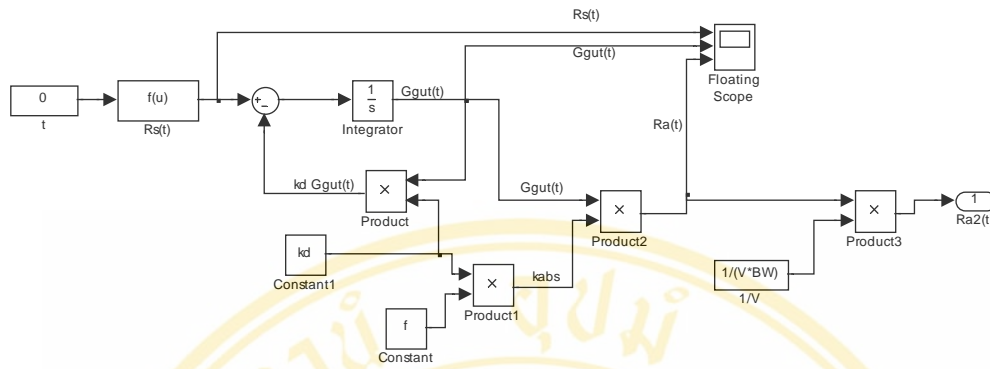 Rs(t)
Ggut(t)
Floating
Scope
0
t
f(u)
Rs(t)
+
−
1
s
Integrator
Ggut(t)
Ra(t)
kd Ggut(t)
×
Product
Ggut(t)
×
Product2
×
Product3
1
Ra2(t
kd
Constant1
×
Product1
kabs
1/(V*BW)
1/V
f
Constant